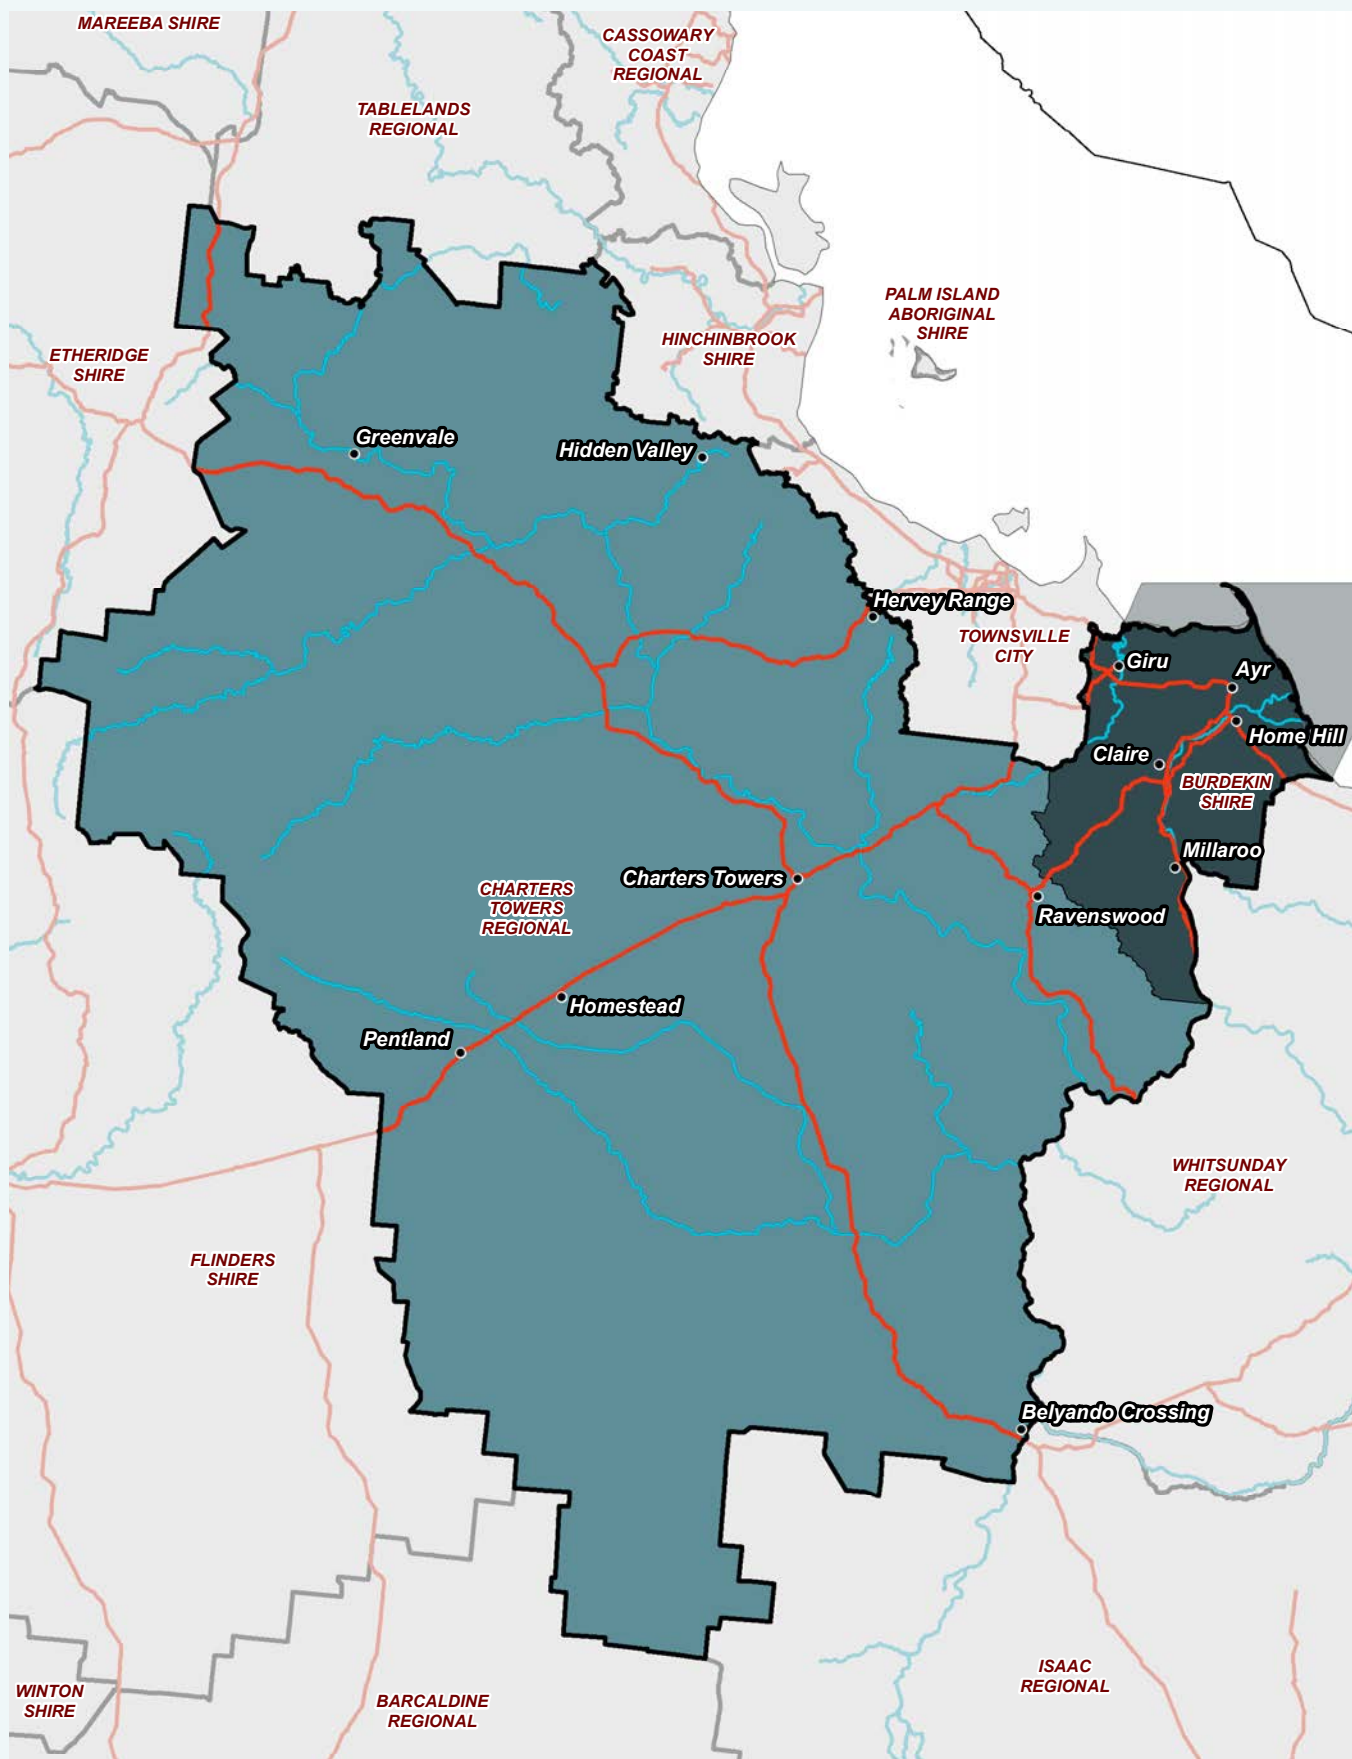 MAREEBA SHIRE
CASSOWARY
COAST
REGIONAL
TABLELANDS
REGIONAL
PALM ISLAND
ABORIGINAL
SHIRE
HINCHINBROOK
SHIRE
ETHERIDGE
SHIRE
Greenvale
Hidden Valley
Hervey Range
TOWNSVILLE
CITY
Giru
Ayr
Home Hill
Claire
BURDEKIN
SHIRE
Millaroo
Charters Towers
CHARTERS
TOWERS
REGIONAL
Ravenswood
Homestead
Pentland
WHITSUNDAY
REGIONAL
FLINDERS
SHIRE
Belyando Crossing
ISAAC
REGIONAL
WINTON
SHIRE
BARCALDINE
REGIONAL